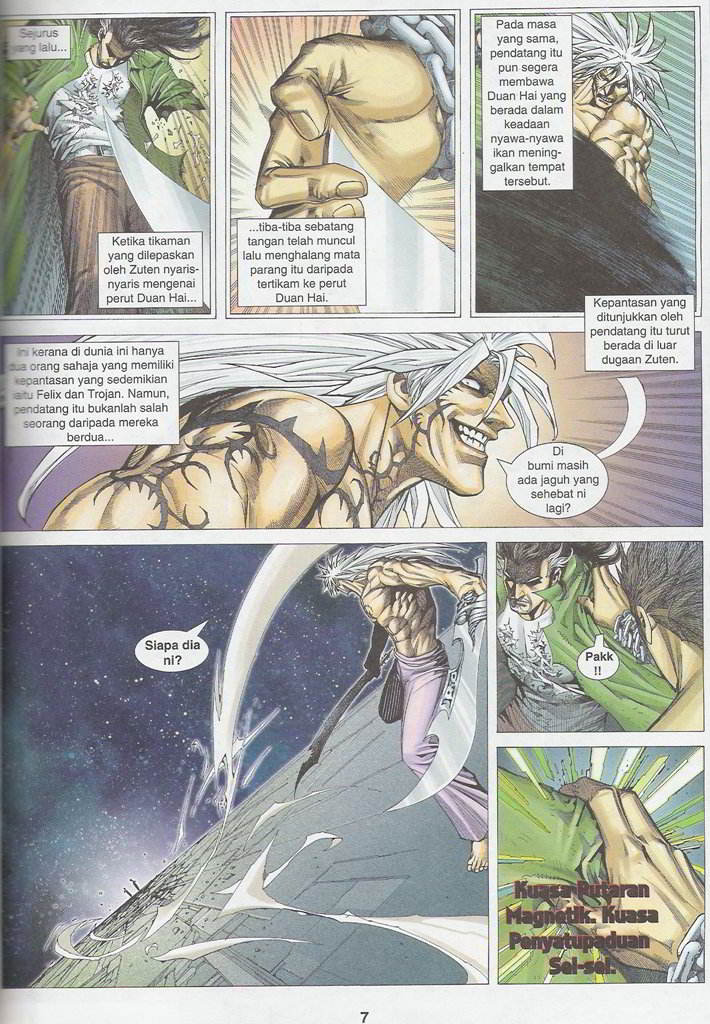 Sejurus
yang lalu...
Ketika tikaman
yang dilepaskan
oleh Zuten nyaris-
nyaris mengenai
perut Duan Hai...
...tiba-tiba sebatang
tangan telah muncul
lalu menghalang mata
parang itu daripada
tertikam ke perut
Duan Hai.
Pada masa
yang sama,
pendatang itu
pun segera
membawa
Duan Hai yang
berada dalam
keadaan
nyawa-nyawa
ikan mening-
galkan tempat
tersebut.
Kepantasan yang
ditunjukkan oleh
pendatang itu turut
berada di luar
dugaan Zuten.
Ini kerana di dunia ini hanya
dua orang sahaja yang memiliki
kepantasan yang sedemikian
iaitu Felix dan Trojan. Namun,
pendatang itu bukanlah salah
seorang daripada mereka
berdua...
Di
bumi masih
ada jaguh yang
sehebat ni
lagi?
Siapa dia
ni?
Pakk
!!
Kuasa Putaran
Magnetik. Kuasa
Penyatupaduan
Sel-sel.
7